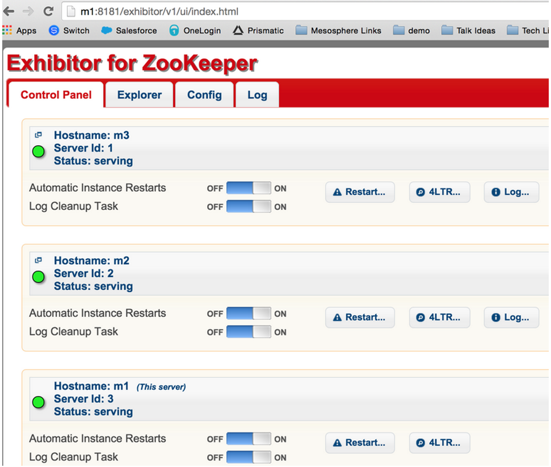 m1:8181/exhibitor/v1/ui/index.html
Apps Switch Salesforce OneLogin Prismatic Mesosphere Links demo Talk Ideas Tech Li
Exhibitor for ZooKeeper
Control Panel Explorer Config Log
Hostname: m3
Server Id: 1
Status: serving
Automatic Instance Restarts OFF ON Restart... 4LTR... Log...
Log Cleanup Task OFF ON
Hostname: m2
Server Id: 2
Status: serving
Automatic Instance Restarts OFF ON Restart... 4LTR... Log...
Log Cleanup Task OFF ON
Hostname: m1 (This server)
Server Id: 3
Status: serving
Automatic Instance Restarts OFF ON Restart... 4LTR...
Log Cleanup Task OFF ON